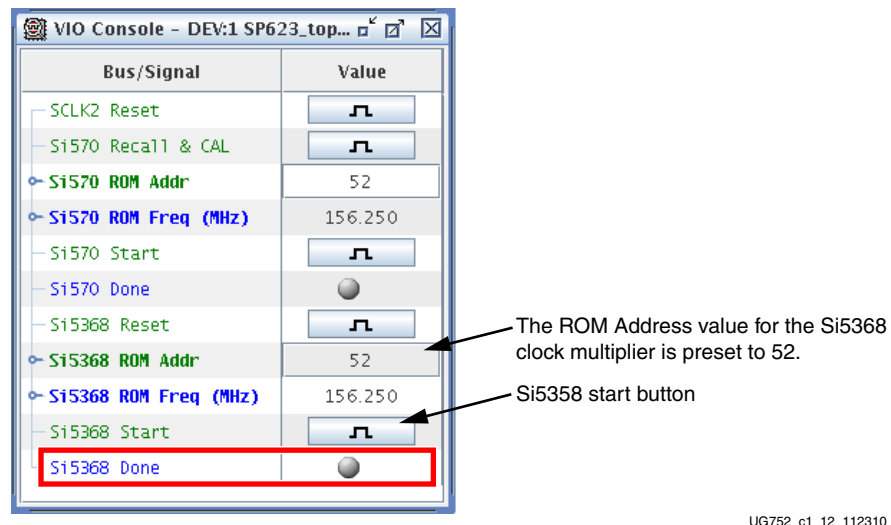 VIO Console - DEV:1 SP623_top...
Bus/Signal Value
SCLK2 Reset
Si570 Recall & CAL
Si570 ROM Addr 52
Si570 ROM Freq (MHz) 156.250
Si570 Start
Si570 Done
Si5368 Reset
Si5368 ROM Addr 52
Si5368 ROM Freq (MHz) 156.250
Si5368 Start
Si5368 Done
The ROM Address value for the Si5368
clock multiplier is preset to 52.
Si5358 start button
UG752_c1_12_112310